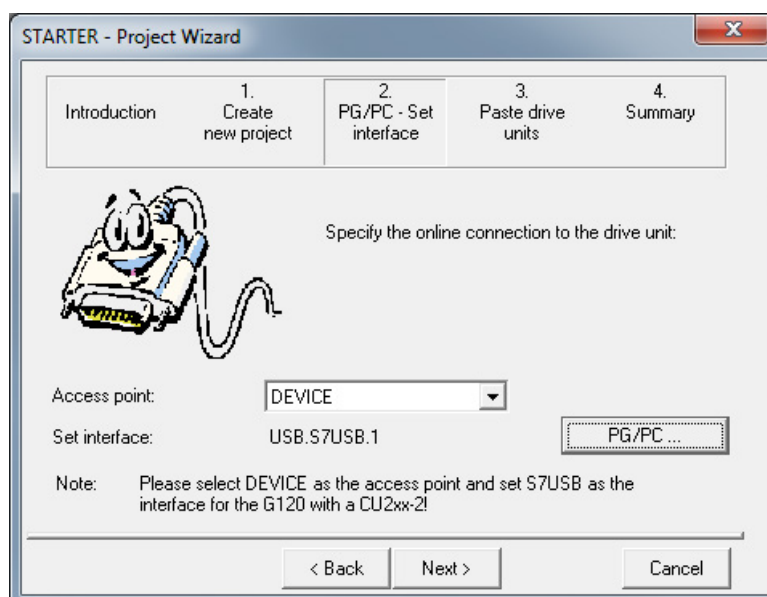 STARTER - Project Wizard
Introduction
1.
Create
new project
2.
PG/PC - Set
interface
3.
Paste drive
units
4.
Summary
Specify the online connection to the drive unit:
Access point:
DEVICE
Set interface:
USB.S7USB.1
PG/PC ...
Note: Please select DEVICE as the access point and set S7USB as the
interface for the G120 with a CU2xx-2!
< Back
Next >
Cancel